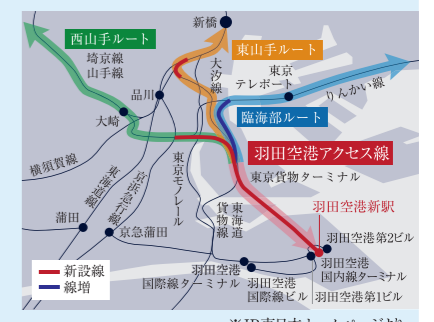 新橋
西山手ルート
東山手ルート
埼京線
山手線
大汐線
東京
テレポート
りんかい線
品川
大崎
臨海部ルート
羽田空港アクセス線
横須賀線
東海道線
京浜急行線
東京モノレール
東京貨物ターミナル
東海道
貨物線
羽田空港新駅
蒲田
京急蒲田
羽田空港第2ビル
新設線
線増
羽田空港
国際線ターミナル
羽田空港
国際線ビル
羽田空港
国内線ターミナル
羽田空港第1ビル